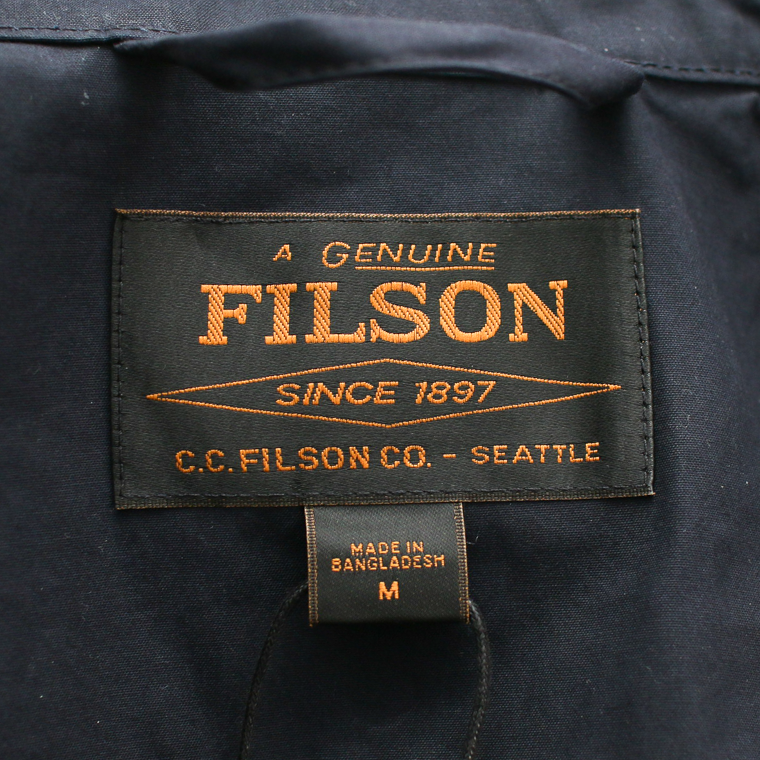 A GENUINE
FILSON
SINCE 1897
C.C. FILSON CO. - SEATTLE
MADE IN
BANGLADESH
M